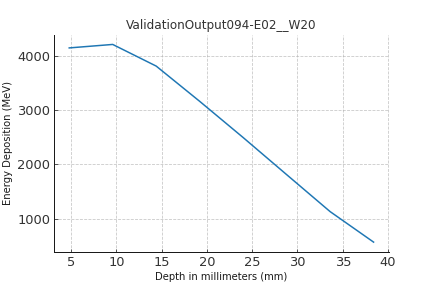 ValidationOutput094-E02__W20
Energy Deposition (MeV)
4000
3000
2000
1000
5 10 15 20 25 30 35 40
Depth in millimeters (mm)